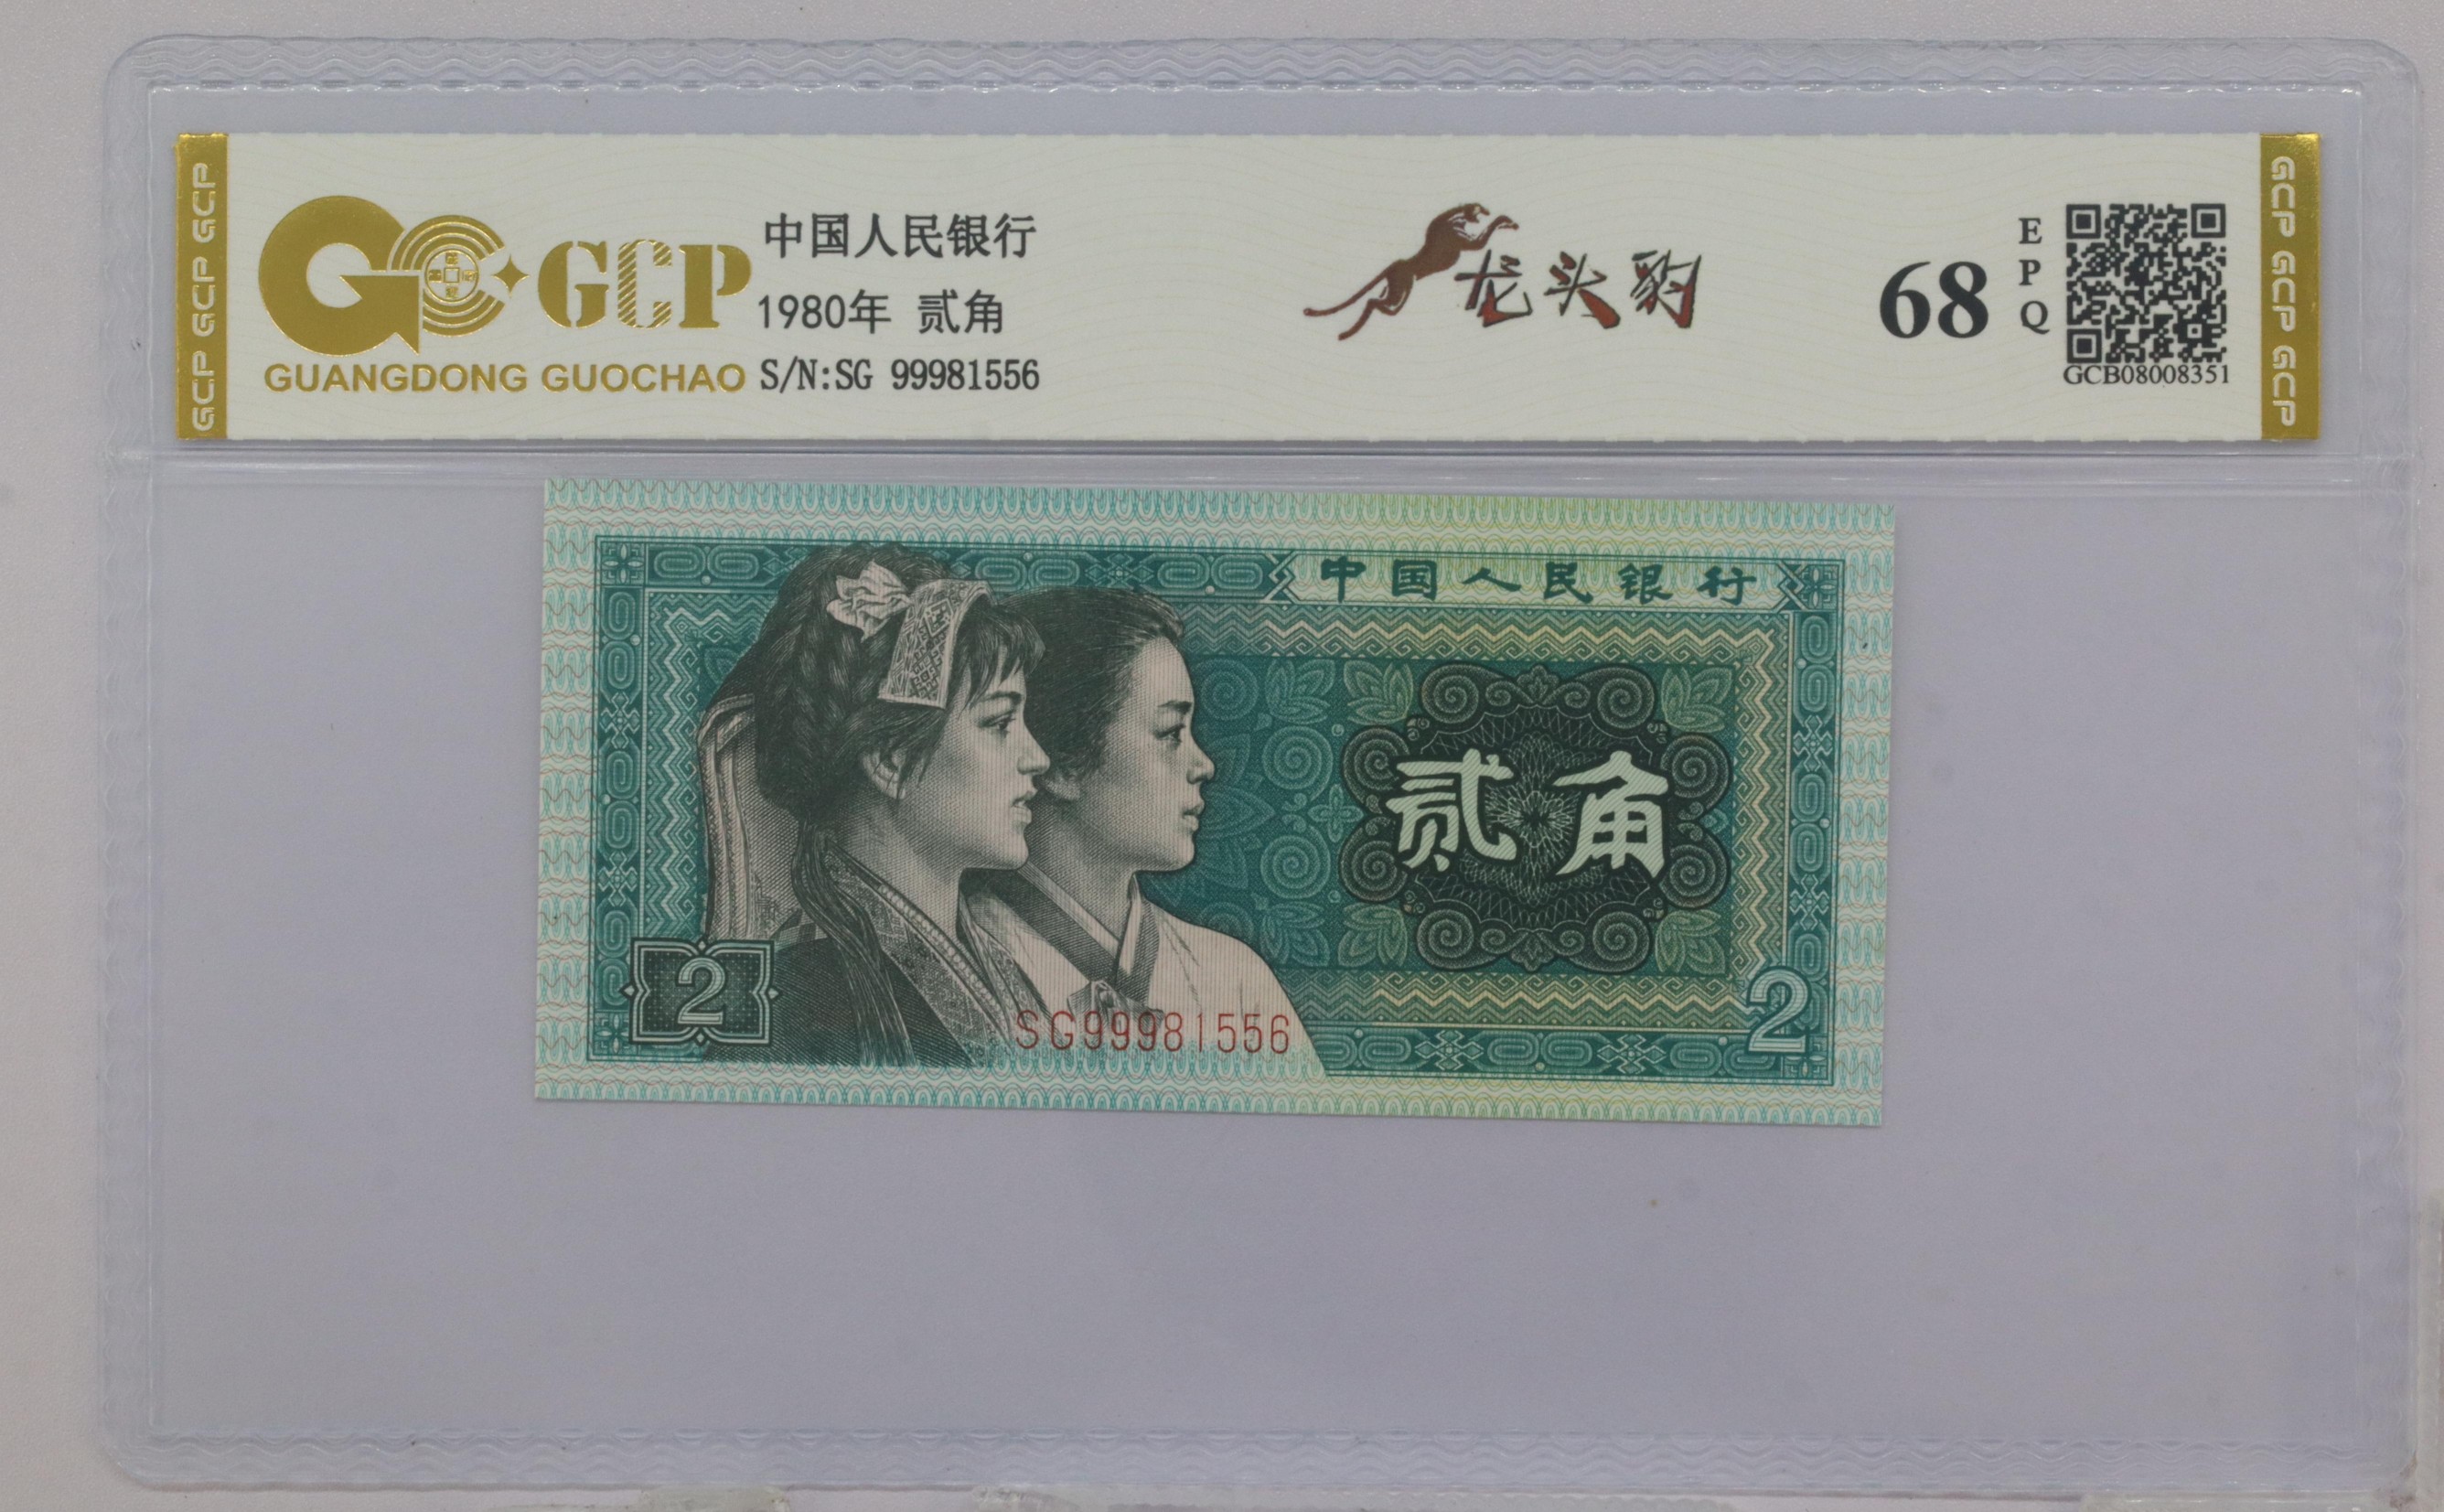 GCP GCP GCP
GCP
GUANGDONG GUOCHAO
中国人民银行
1980年 贰角
S/N:SG 99981556
龙头豹
68
EPQ
GCB08008351
GCP GCP GCP
中国人民银行
贰角
2
SG99981556
2